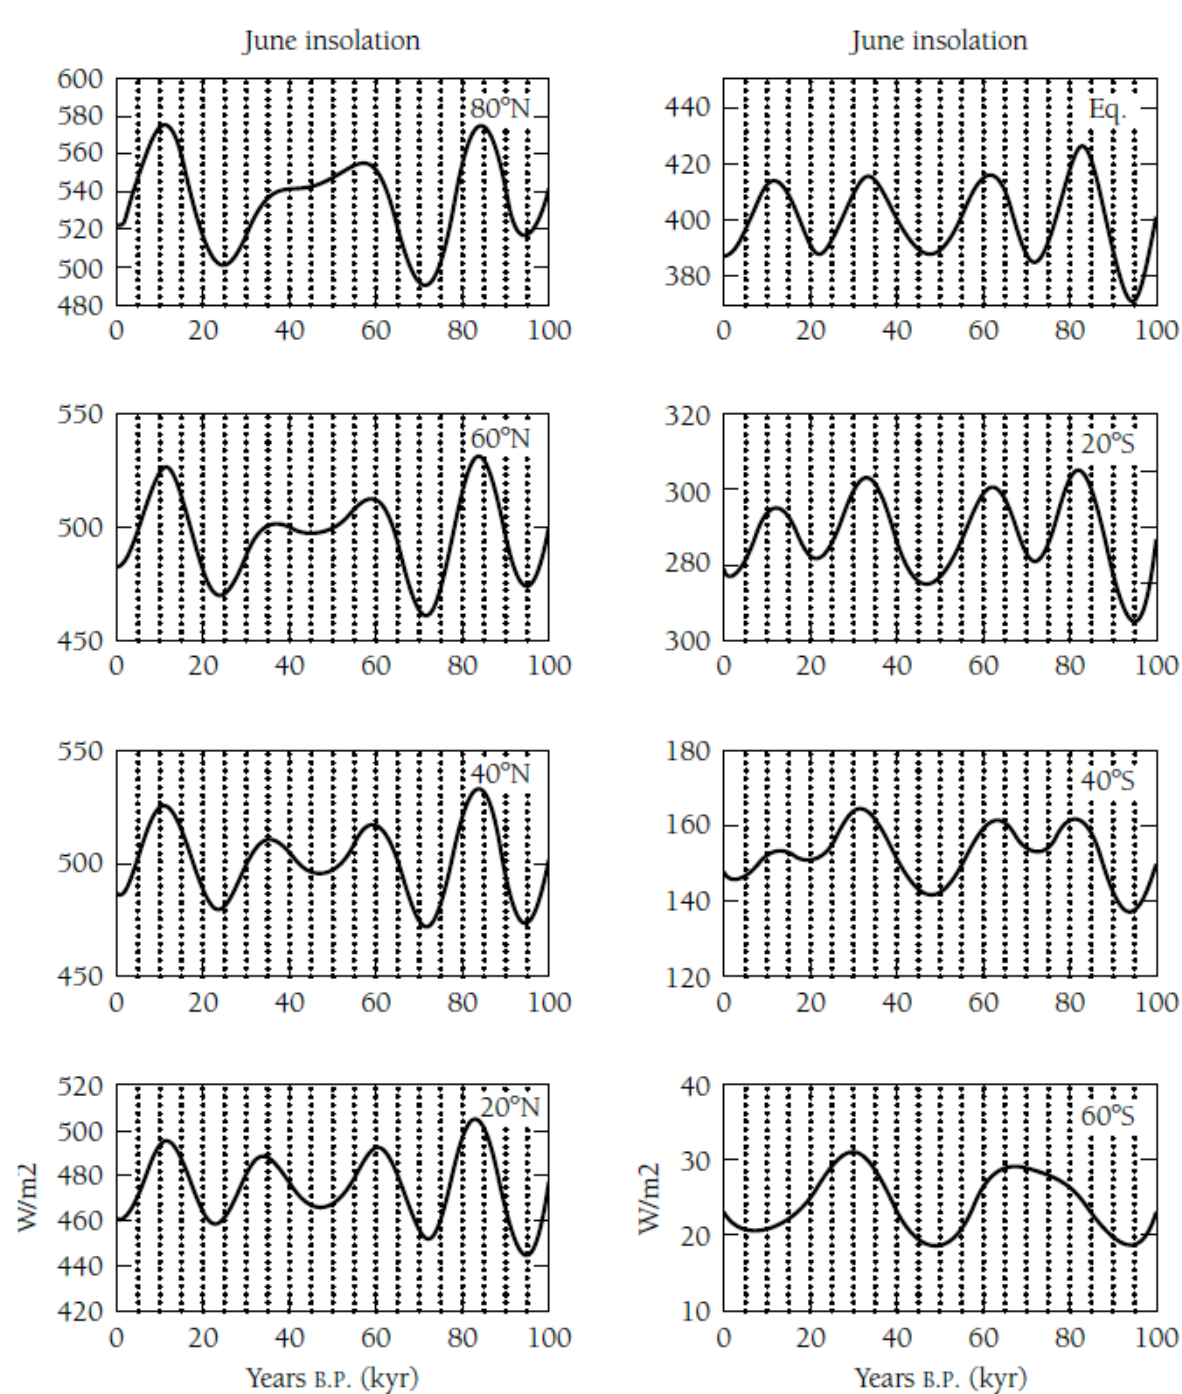 June insolation
600
580
560
540
520
500
480
80°N
0 20 40 60 80 100
550
500
450
60°N
0 20 40 60 80 100
550
500
450
40°N
0 20 40 60 80 100
520
500
480
460
440
420
20°N
W/m2
0 20 40 60 80 100
Years B.P. (kyr)
June insolation
440
420
400
380
Eq.
0 20 40 60 80 100
320
300
280
300
20°S
0 20 40 60 80 100
180
160
140
120
40°S
0 20 40 60 80 100
40
30
20
10
60°S
W/m2
0 20 40 60 80 100
Years B.P. (kyr)